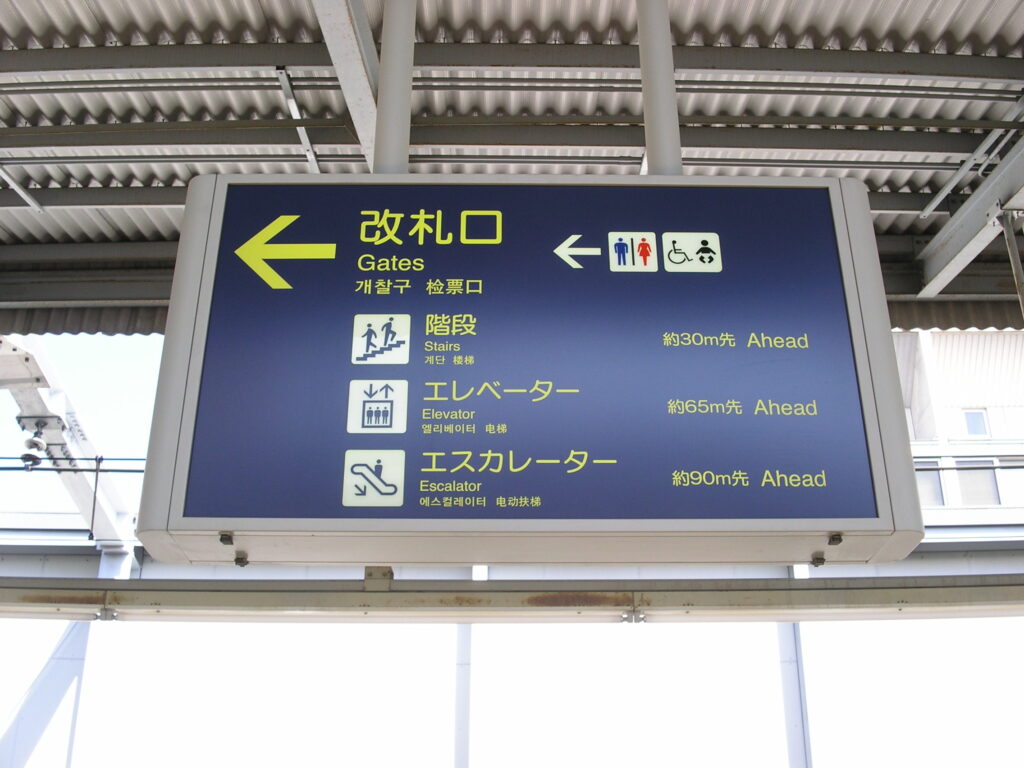 改札口
Gates
개찰구 检票口
階段
Stairs
계단 楼梯
約30m先 Ahead
エレベーター
Elevator
엘리베이터 电梯
約65m先 Ahead
エスカレーター
Escalator
에스컬레이터 电动扶梯
約90m先 Ahead